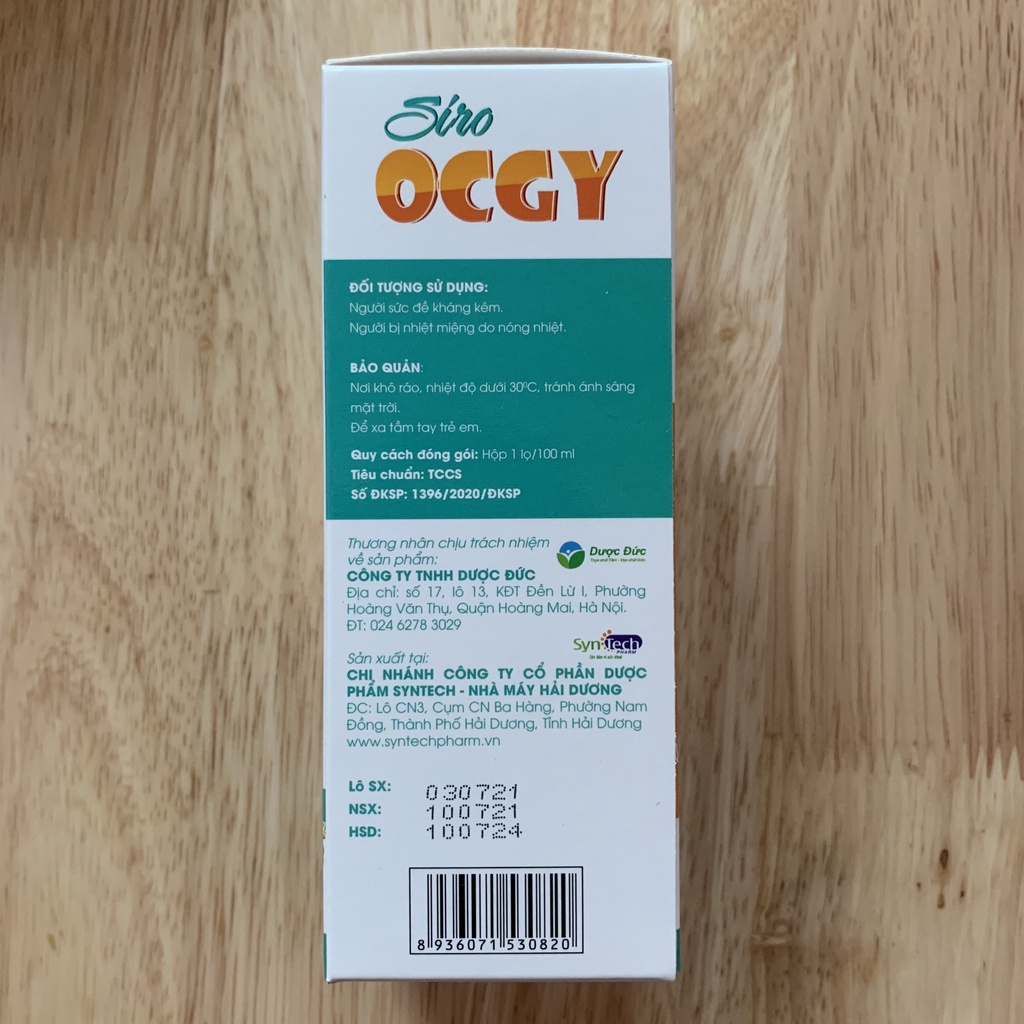 Siro
OCGY
ĐỐI TƯỢNG SỬ DỤNG:
Người sức đề kháng kém.
Người bị nhiệt miệng do nóng nhiệt.
BẢO QUẢN:
Nơi khô ráo, nhiệt độ dưới 30⁰C, tránh ánh sáng
mặt trời.
Để xa tầm tay trẻ em.
Quy cách đóng gói: Hộp 1 lọ/100 ml
Tiêu chuẩn: TCCS
Số ĐKSP: 1396/2020/ĐKSP
Thương nhân chịu trách nhiệm
về sản phẩm:
Dược Đức
CÔNG TY TNHH DƯỢC ĐỨC
Địa chỉ: số 17, lô 13, KĐT Đền Lừ I, Phường
Hoàng Văn Thụ, Quận Hoàng Mai, Hà Nội.
ĐT: 024 6278 3029
SynTech
PHARM
Sản xuất tại:
CHI NHÁNH CÔNG TY CỔ PHẦN DƯỢC
PHẨM SYNTECH - NHÀ MÁY HẢI DƯƠNG
ĐC: Lô CN3, Cụm CN Ba Hàng, Phường Nam
Đồng, Thành Phố Hải Dương, Tỉnh Hải Dương
www.syntechpharm.vn
Lô SX: 030721
NSX: 100721
HSD: 100724
8 936071 530820